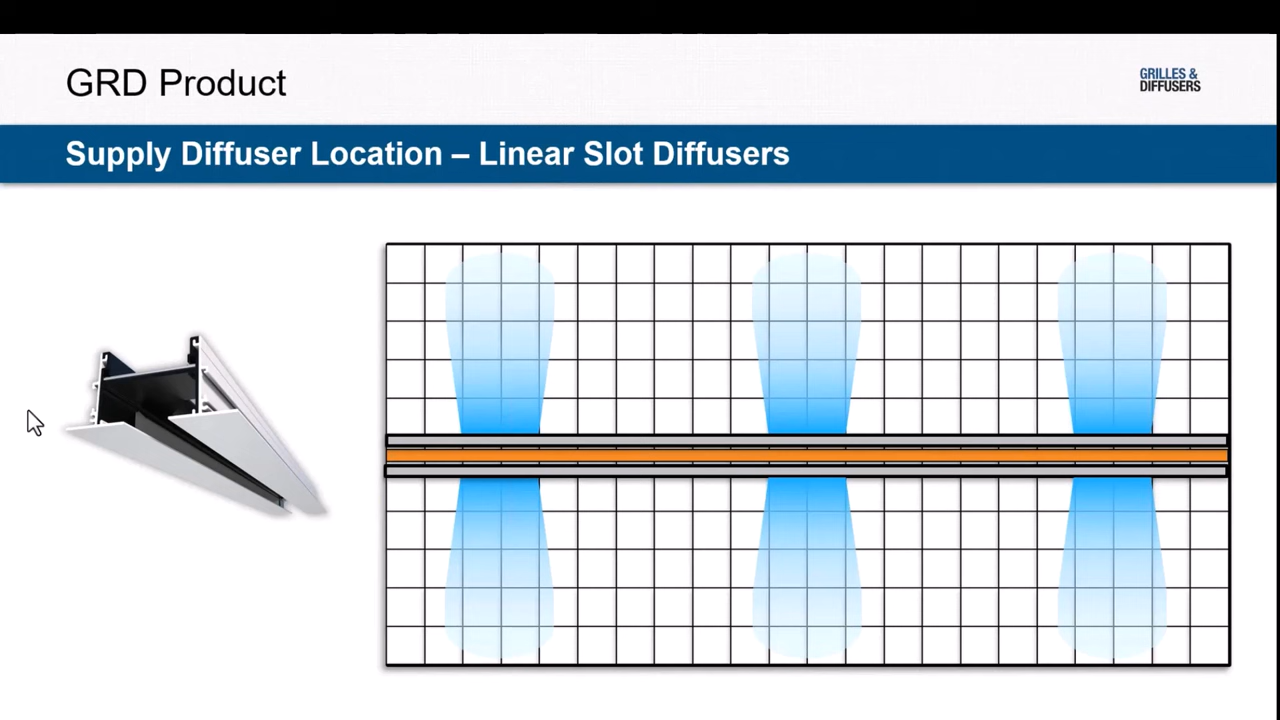 GRD Product
GRILLES &
DIFFUSERS
Supply Diffuser Location – Linear Slot Diffusers